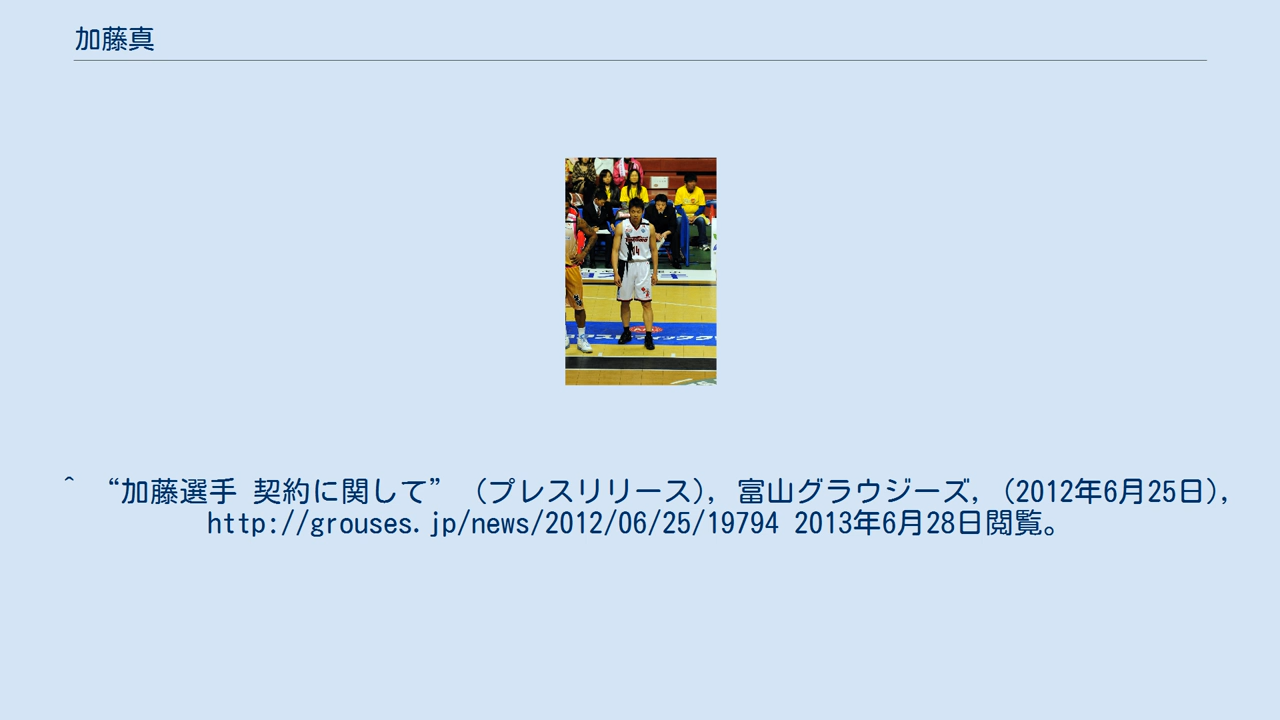 加藤真
^ “加藤選手 契約に関して” (プレスリリース), 富山グラウジーズ, (2012年6月25日),
http://grouses.jp/news/2012/06/25/19794 2013年6月28日閲覧。